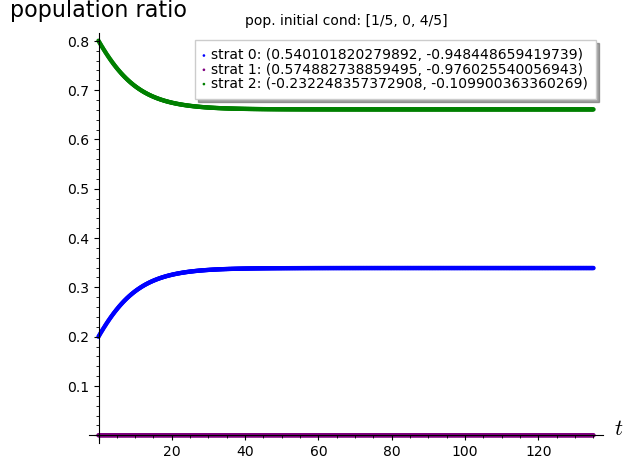 population ratio
pop. initial cond: [1/5, 0, 4/5]
strat 0: (0.540101820279892, -0.948448659419739)
strat 1: (0.574882738859495, -0.976025540056943)
strat 2: (-0.232248357372908, -0.109900363360269)
0.8
0.7
0.6
0.5
0.4
0.3
0.2
0.1
20 40 60 80 100 120
t